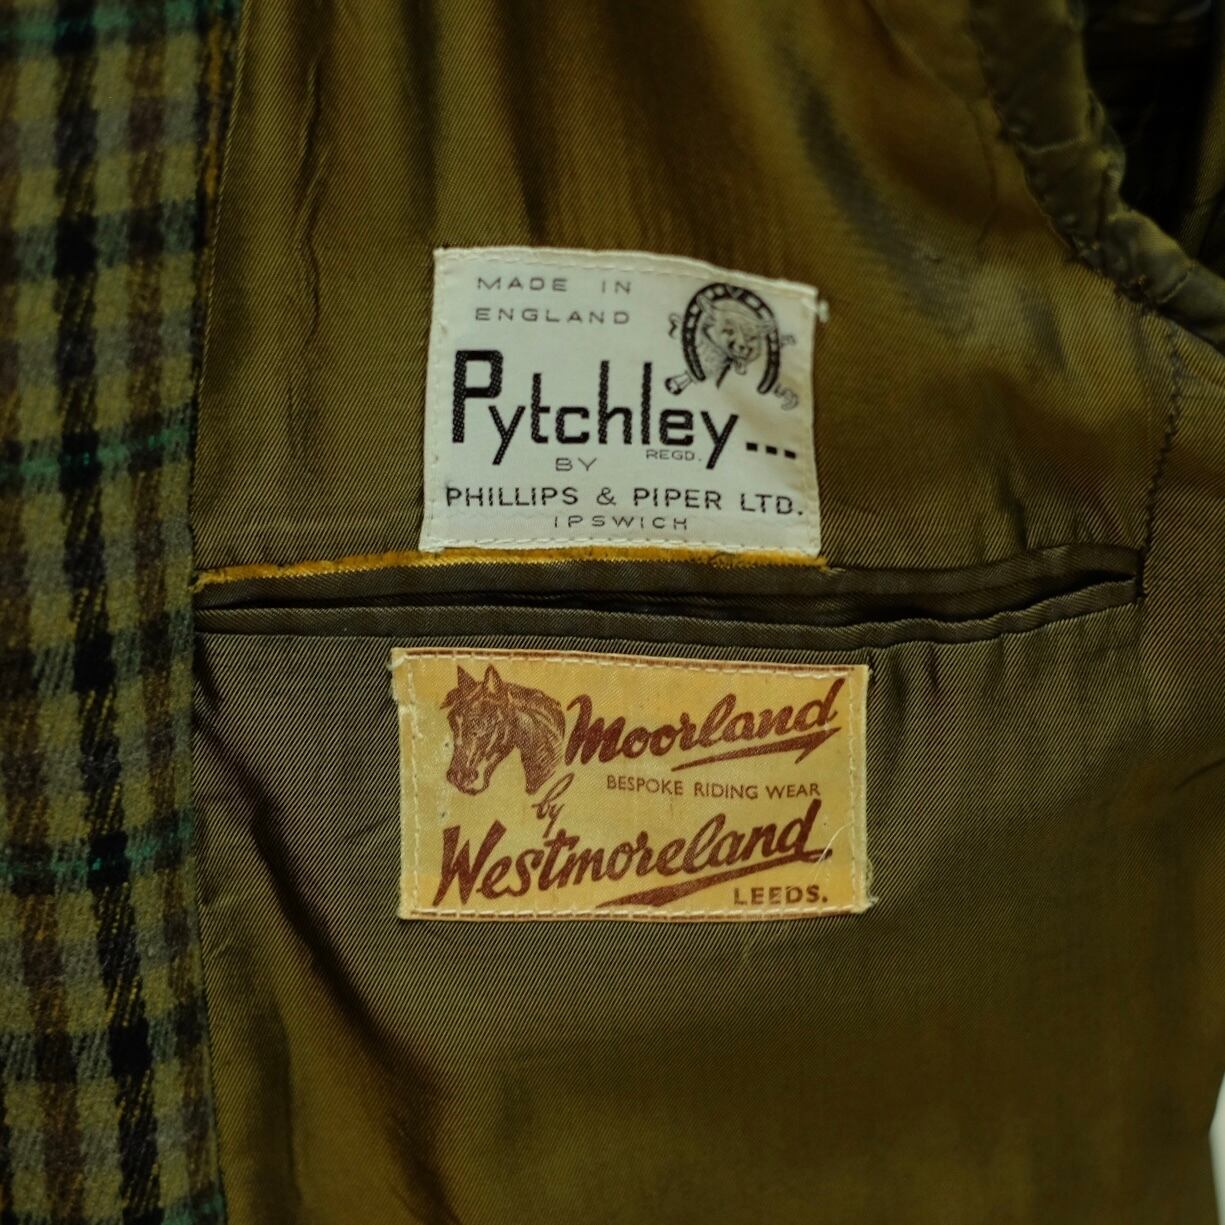 MADE IN
ENGLAND
Pytchley...
REGD.
BY
PHILLIPS & PIPER LTD.
IPSWICH
Moorland
BESPOKE RIDING WEAR
by
Westmoreland
LEEDS.